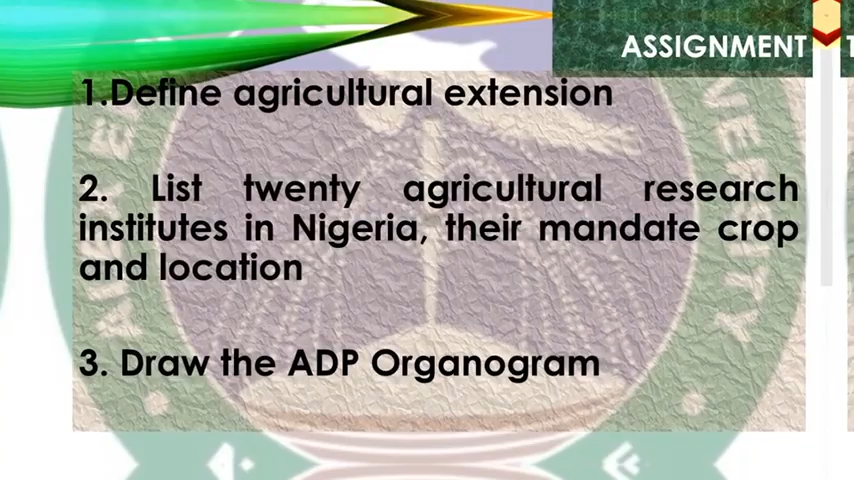 ASSIGNMENT
1.Define agricultural extension
2. List twenty agricultural research
institutes in Nigeria, their mandate crop
and location
3. Draw the ADP Organogram